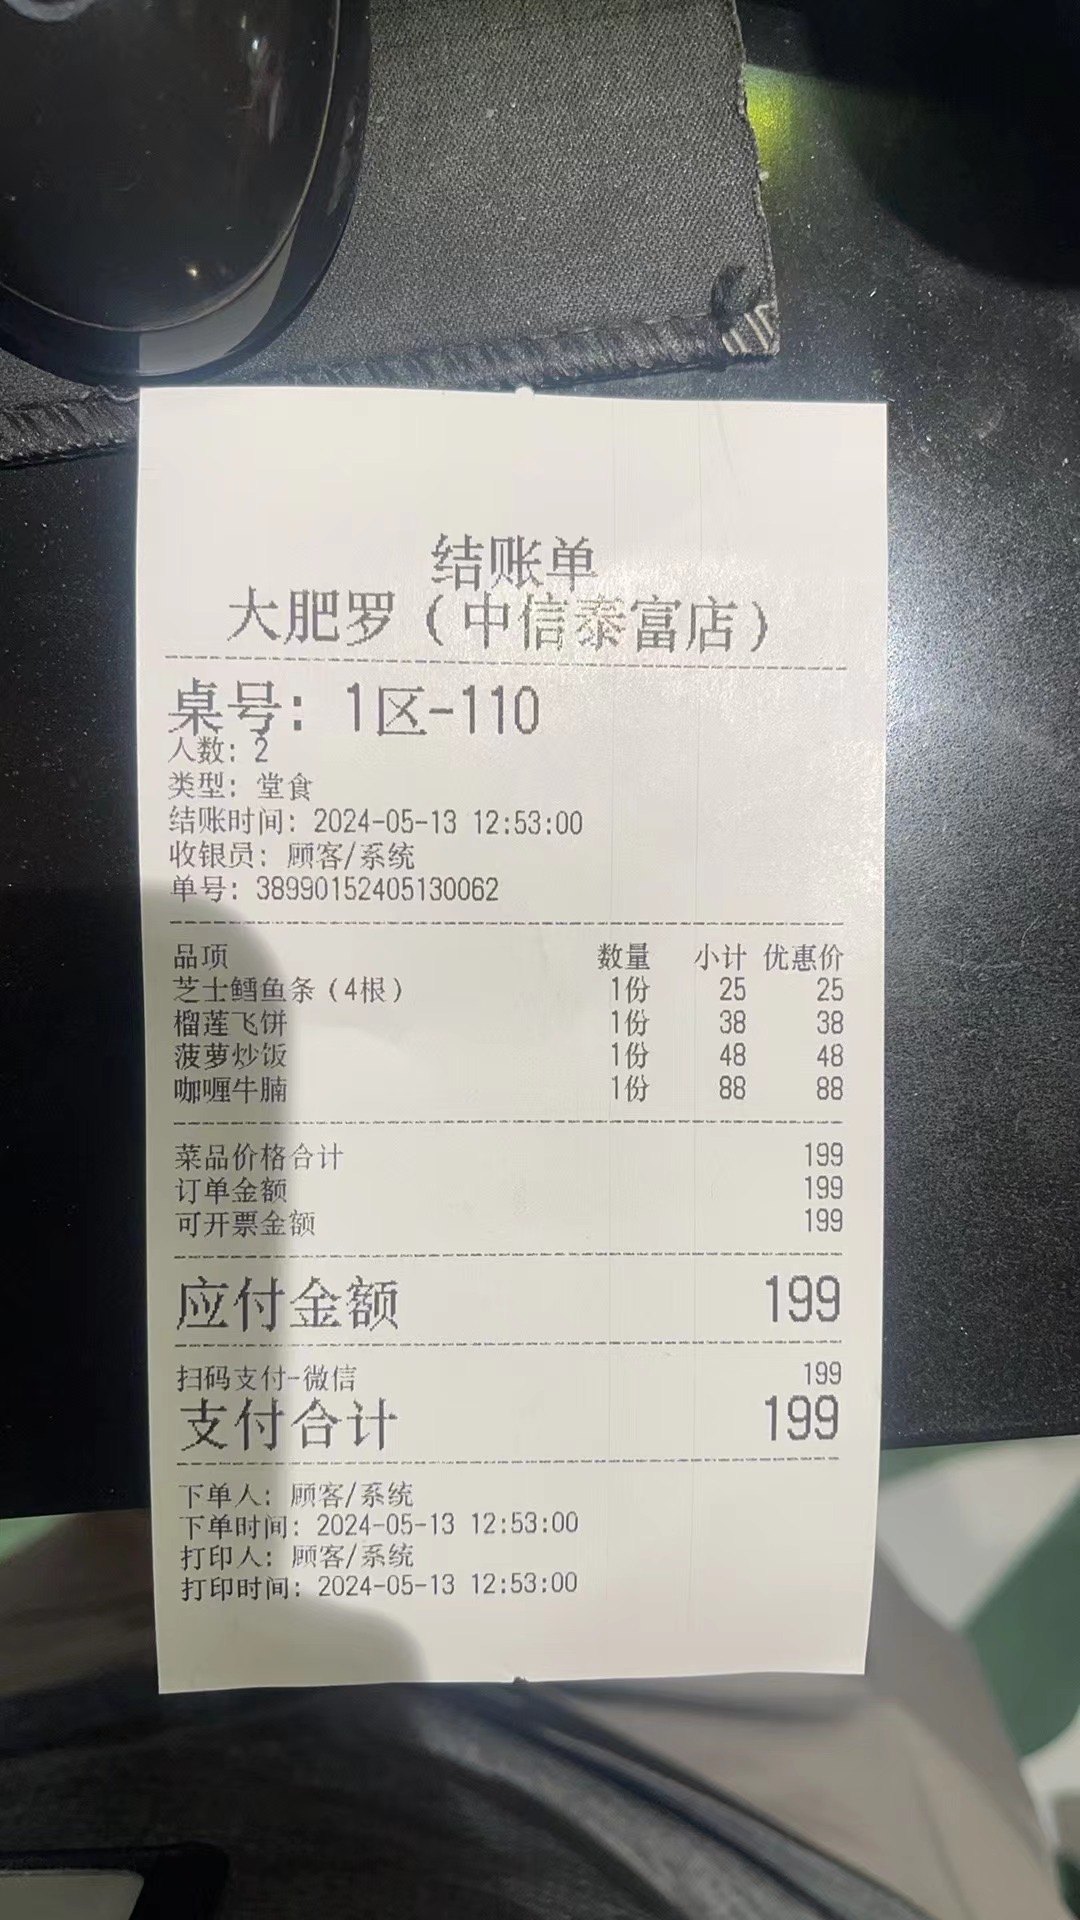 结账单
大肥罗（中信泰富店）
桌号: 1区-110
人数: 2
类型: 堂食
结账时间: 2024-05-13 12:53:00
收银员: 顾客/系统
单号: 38990152405130062
品项 数量 小计 优惠价
芝士鳕鱼条（4根） 1份 25 25
榴莲飞饼 1份 38 38
菠萝炒饭 1份 48 48
咖喱牛腩 1份 88 88
菜品价格合计 199
订单金额 199
可开票金额 199
应付金额 199
扫码支付-微信 199
支付合计 199
下单人: 顾客/系统
下单时间: 2024-05-13 12:53:00
打印人: 顾客/系统
打印时间: 2024-05-13 12:53:00